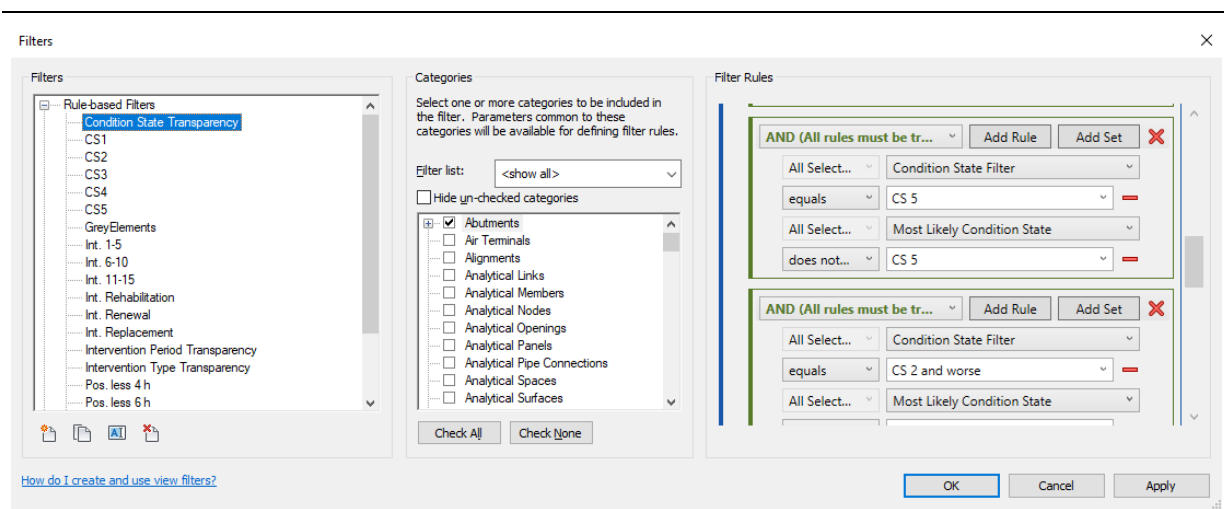 Filters
Filters
Rule-based Filters
Condition State Transparency
CS1
CS2
CS3
CS4
CS5
GreyElements
Int. 1-5
Int. 6-10
Int. 11-15
Int. Rehabilitation
Int. Renewal
Int. Replacement
Intervention Period Transparency
Intervention Type Transparency
Pos. less 4 h
Pos. less 6 h
AI
How do I create and use view filters?
Categories
Select one or more categories to be included in
the filter. Parameters common to these
categories will be available for defining filter rules.
Filter list:
<show all>
Hide un-checked categories
Abutments
Air Terminals
Alignments
Analytical Links
Analytical Members
Analytical Nodes
Analytical Openings
Analytical Panels
Analytical Pipe Connections
Analytical Spaces
Analytical Surfaces
Check All Check None
Filter Rules
AND (All rules must be tr... Add Rule Add Set
All Select... Condition State Filter
equals CS 5
All Select... Most Likely Condition State
does not... CS 5
AND (All rules must be tr... Add Rule Add Set
All Select... Condition State Filter
equals CS 2 and worse
All Select... Most Likely Condition State
OK Cancel Apply